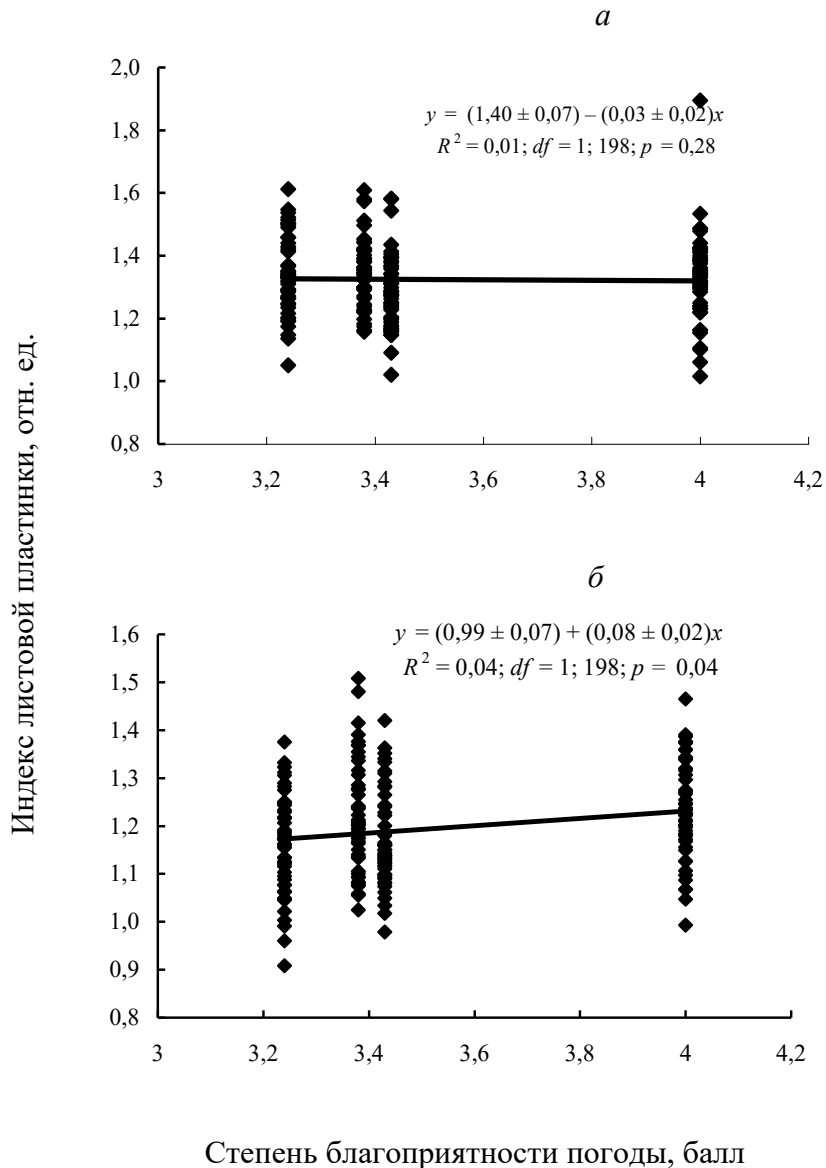 а
2,0
1,8
1,6
1,4
1,2
1,0
0,8
y = (1,40 ± 0,07) – (0,03 ± 0,02)x
R² = 0,01; df = 1; 198; p = 0,28
3 3,2 3,4 3,6 3,8 4 4,2
б
1,6
1,5
1,4
1,3
1,2
1,1
1,0
0,9
0,8
y = (0,99 ± 0,07) + (0,08 ± 0,02)x
R² = 0,04; df = 1; 198; p = 0,04
3 3,2 3,4 3,6 3,8 4 4,2
Индекс листовой пластинки, отн. ед.
Степень благоприятности погоды, балл